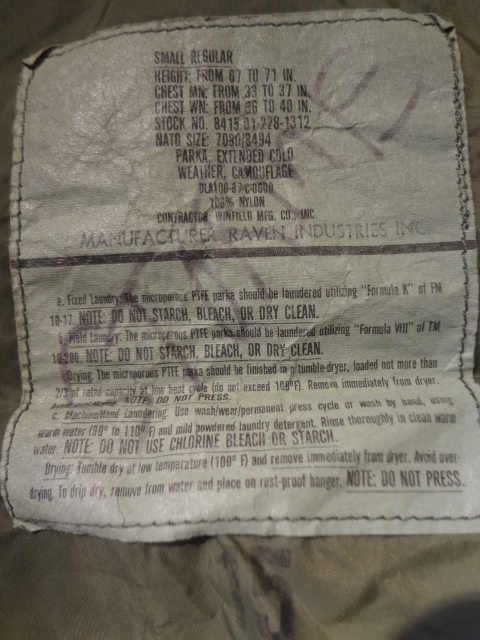 SMALL REGULAR
HEIGHT: FROM 67 TO 71 IN.
CHEST MN: FROM 33 TO 37 IN.
CHEST WN: FROM 36 TO 40 IN.
STOCK NO. 8415-01-228-1312
NATO SIZE: 7080/8494
PARKA, EXTENDED COLD
WEATHER, CAMOUFLAGE
DLA100-87-C-0600
100% NYLON
CONTRACTOR WINFIELD MFG. CO., INC.
MANUFACTURER RAVEN INDUSTRIES INC.
a. Fixed Laundry: The microporous PTFE parka should be laundered utilizing "Formula K" of FM
10-17. NOTE: DO NOT STARCH, BLEACH, OR DRY CLEAN.
b. Field Laundry: The microporous PTFE parka should be laundered utilizing "Formula VII" of TM
10-280. NOTE: DO NOT STARCH, BLEACH, OR DRY CLEAN.
Drying: The microporous PTFE parka should be finished in a tumble-dryer, loaded not more than
2/3 of rated capacity at low heat cycle (do not exceed 100°F). Remove immediately from dryer.
NOTE: DO NOT PRESS.
c. Machine/Hand Laundering: Use wash/wear/permanent press cycle or wash by hand, using
warm water (90° to 110° F) and mild powdered laundry detergent. Rinse thoroughly in clean warm
water. NOTE: DO NOT USE CHLORINE BLEACH OR STARCH.
Drying: Tumble dry at low temperature (100° F) and remove immediately from dryer. Avoid over-
drying. To drip dry, remove from water and place on rust-proof hanger. NOTE: DO NOT PRESS.